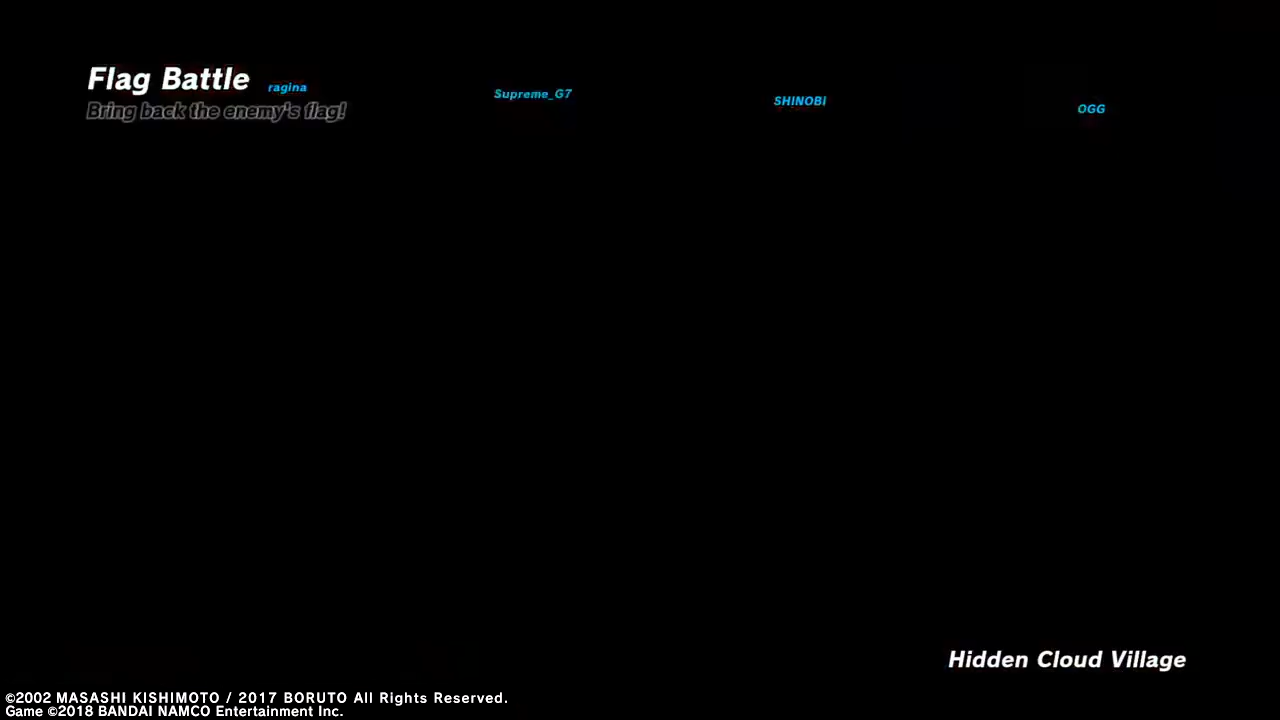 Flag Battle
ragina
Supreme_G7
SHINOBI
OGG
Bring back the enemy's flag!
Hidden Cloud Village
©2002 MASASHI KISHIMOTO / 2017 BORUTO All Rights Reserved.
Game ©2018 BANDAI NAMCO Entertainment Inc.